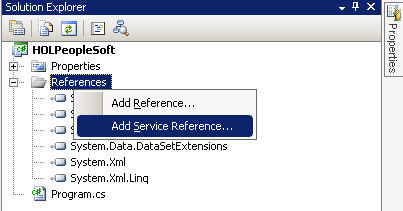 Solution Explorer
Properties
HOLPeopleSoft
Properties
References
Add Reference...
Add Service Reference...
System.Data.DataSetExtensions
System.Xml
System.Xml.Linq
Program.cs